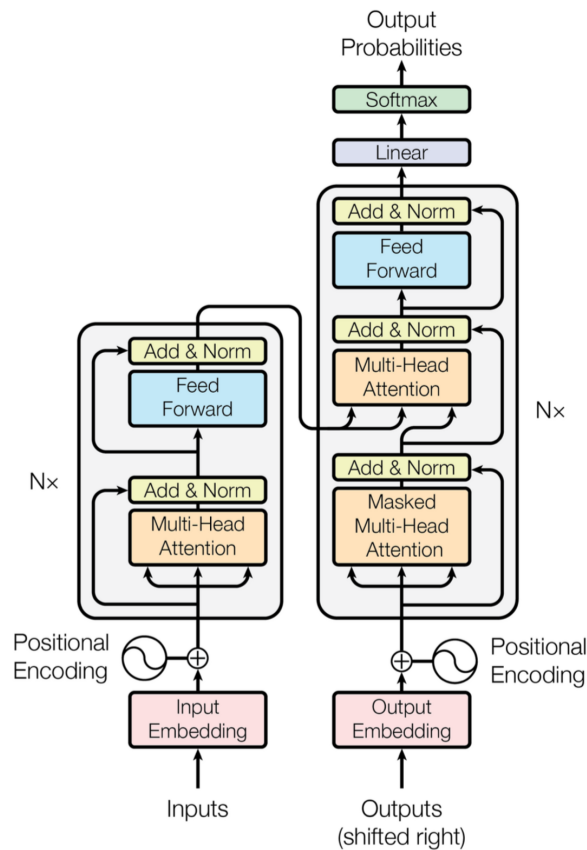 Output
Probabilities
Softmax
Linear
Add & Norm
Feed
Forward
Add & Norm
Multi-Head
Attention
Add & Norm
Masked
Multi-Head
Attention
N×
Add & Norm
Feed
Forward
Add & Norm
Multi-Head
Attention
N×
Positional
Encoding
Positional
Encoding
Input
Embedding
Output
Embedding
Inputs
Outputs
(shifted right)